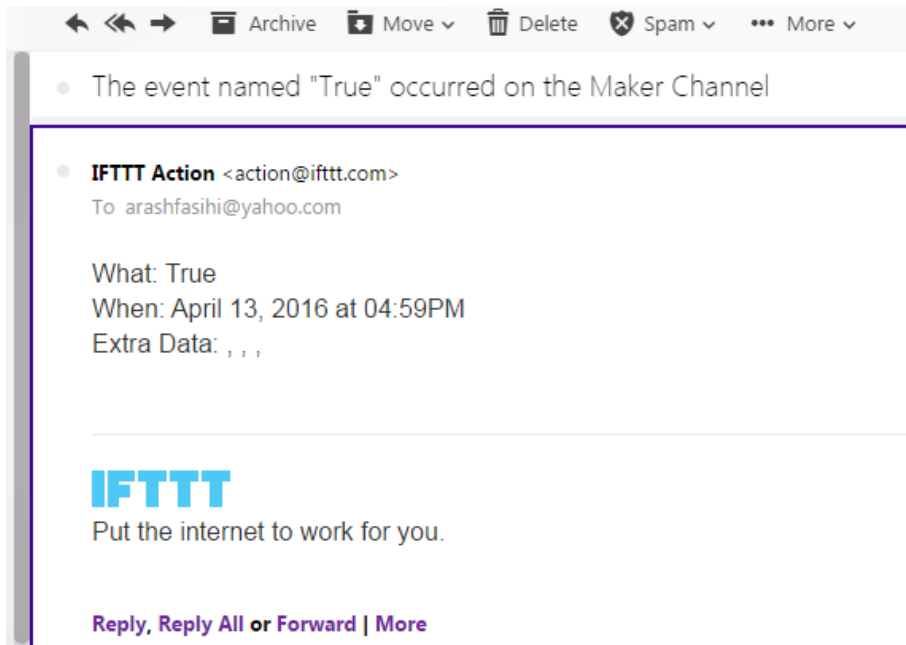 Archive Move Delete Spam More
The event named "True" occurred on the Maker Channel
IFTTT Action <action@ifttt.com>
To arashfasihi@yahoo.com
What: True
When: April 13, 2016 at 04:59PM
Extra Data: , , ,
IFTTT
Put the internet to work for you.
Reply, Reply All or Forward | More